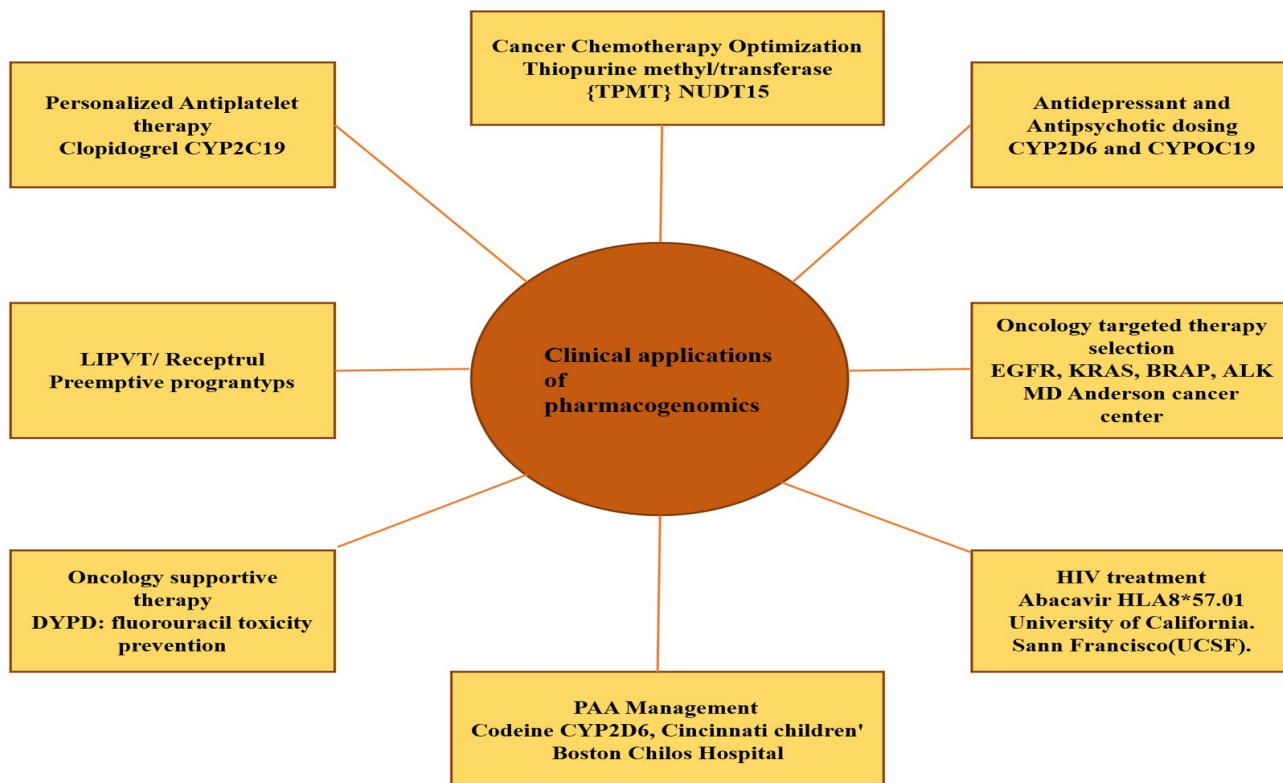 Cancer Chemotherapy Optimization
Thiopurine methyl/transferase
{TPMT} NUDT15
Personalized Antiplatelet
therapy
Clopidogrel CYP2C19
Antidepressant and
Antipsychotic dosing
CYP2D6 and CYPOC19
LIPVT/ Receptrul
Preemptive prograntyps
Clinical applications
of
pharmacogenomics
Oncology targeted therapy
selection
EGFR, KRAS, BRAP, ALK
MD Anderson cancer
center
Oncology supportive
therapy
DYPD: fluorouracil toxicity
prevention
HIV treatment
Abacavir HLA8*57.01
University of California.
Sann Francisco(UCSF).
PAA Management
Codeine CYP2D6, Cincinnati children'
Boston Chilos Hospital